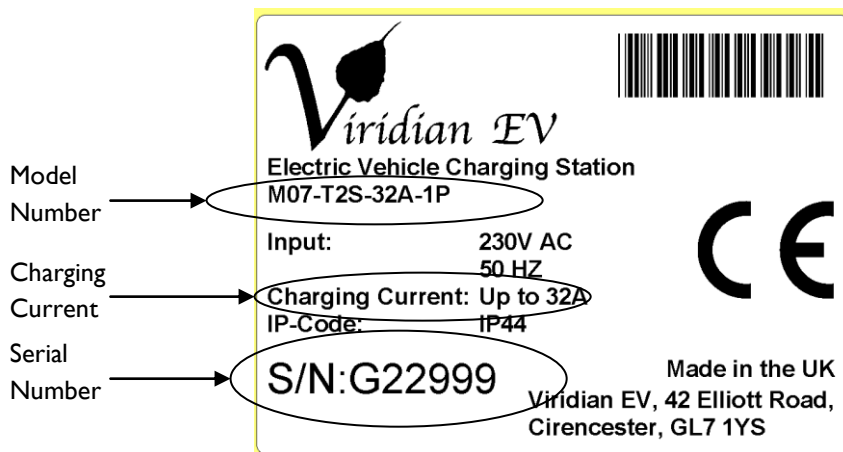 Viridian EV
Electric Vehicle Charging Station
Model
Number
M07-T2S-32A-1P
Input: 230V AC
50 HZ
Charging
Current
Charging Current: Up to 32A
IP-Code: IP44
Serial
Number
S/N:G22999
CE
Made in the UK
Viridian EV, 42 Elliott Road,
Cirencester, GL7 1YS